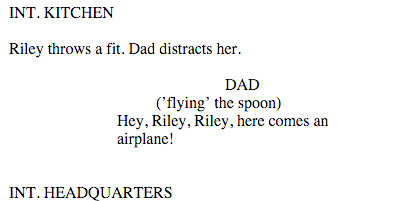 INT. KITCHEN
Riley throws a fit. Dad distracts her.
DAD
(’flying’ the spoon)
Hey, Riley, Riley, here comes an
airplane!
INT. HEADQUARTERS